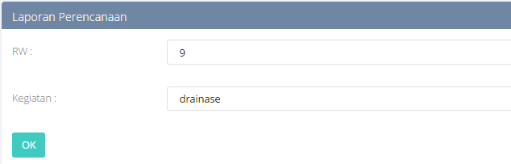 Laporan Perencanaan
RW : 9
Kegiatan : drainase
OK